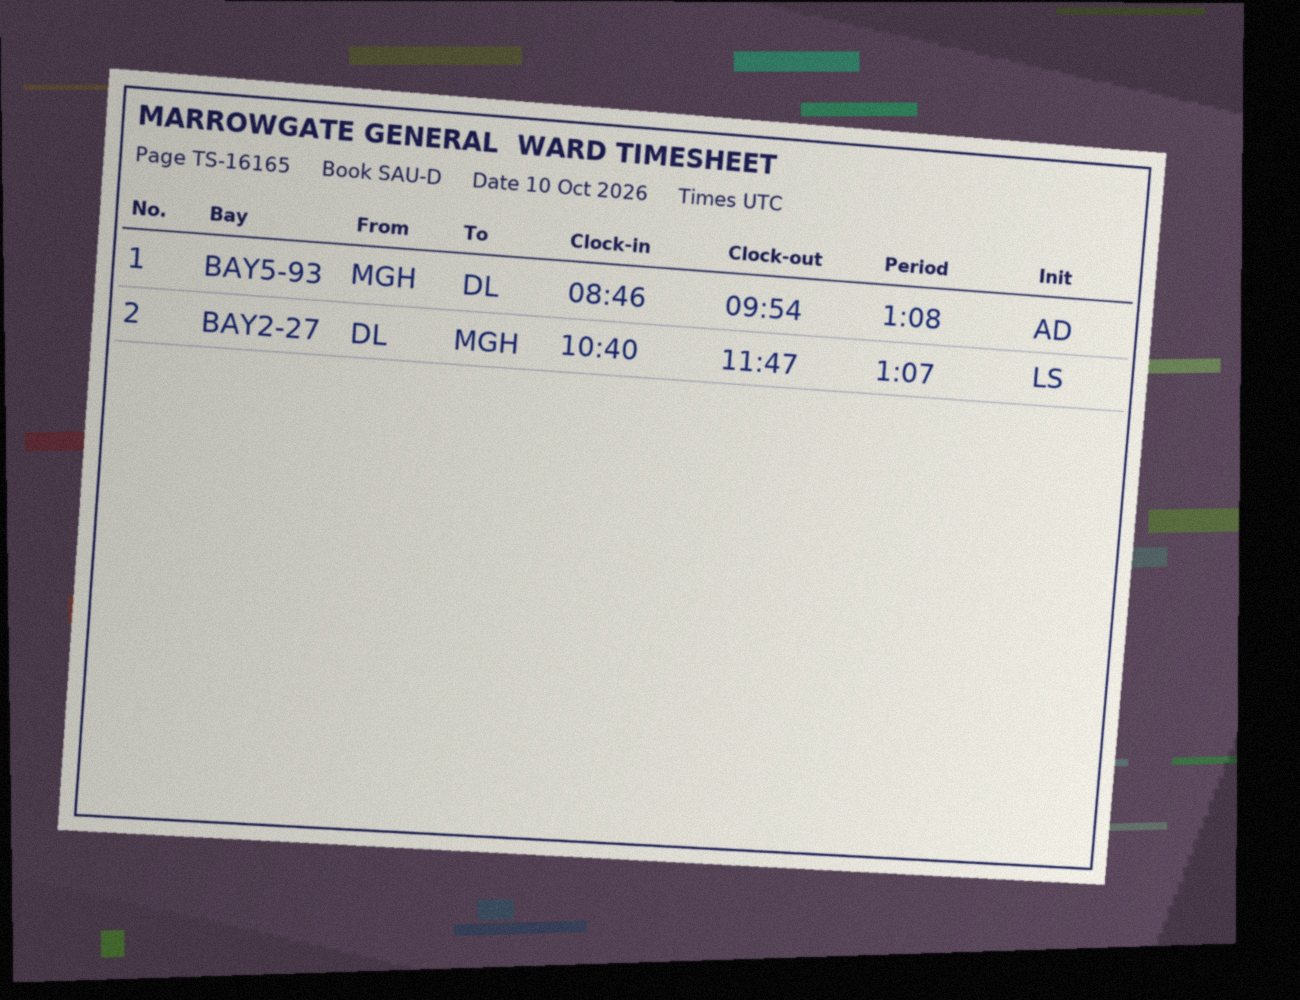 MARROWGATE GENERAL WARD TIMESHEET
Page TS-16165 Book SAU-D Date 10 Oct 2026 Times UTC
No. Bay From To Clock-in Clock-out Period Init
1 BAY5-93 MGH DL 08:46 09:54 1:08 AD
2 BAY2-27 DL MGH 10:40 11:47 1:07 LS